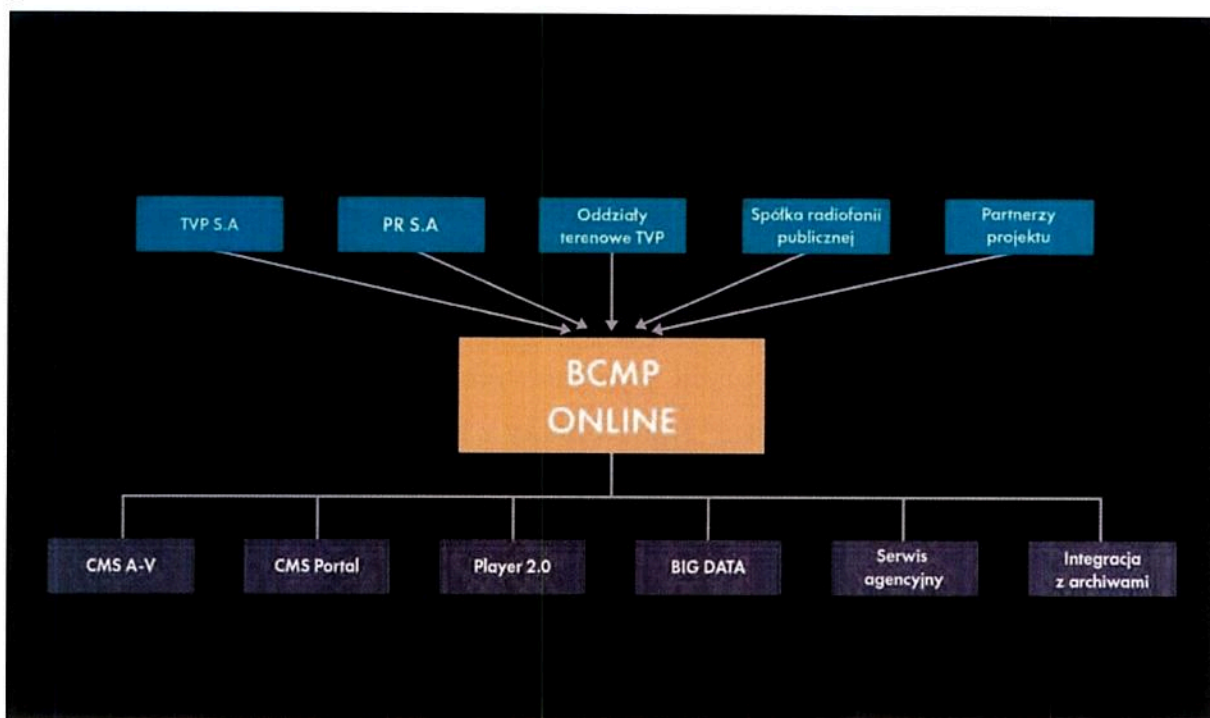 TVP S.A
PR S.A
Oddziały
terenowe TVP
Spółka radiofonii
publicznej
Partnerzy
projektu
BCMP
ONLINE
CMS A-V
CMS Portal
Player 2.0
BIG DATA
Serwis
agencyjny
Integracja
z archiwami